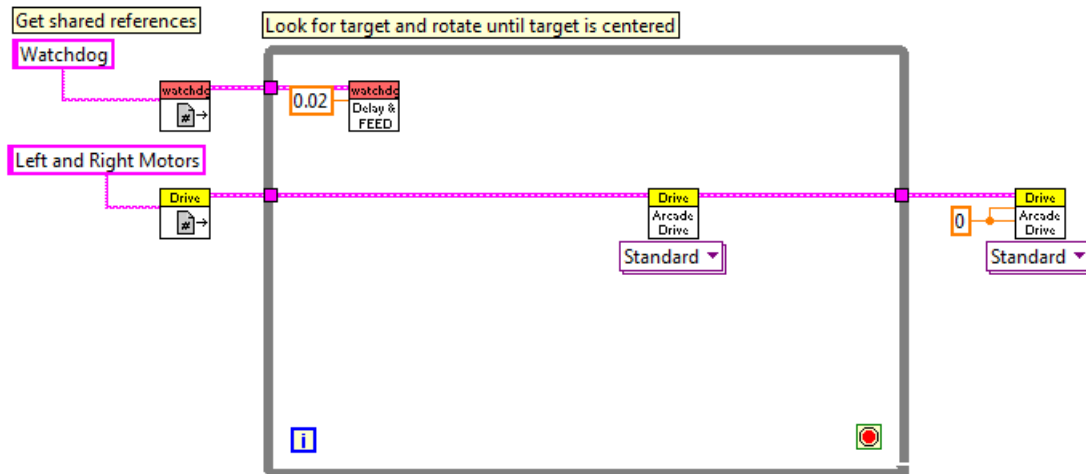 Get shared references
Look for target and rotate until target is centered
Watchdog
watchdg
0.02
watchdg
Delay &
FEED
Left and Right Motors
Drive
#
Drive
Arcade
Drive
Standard
0
Drive
Arcade
Drive
Standard
i